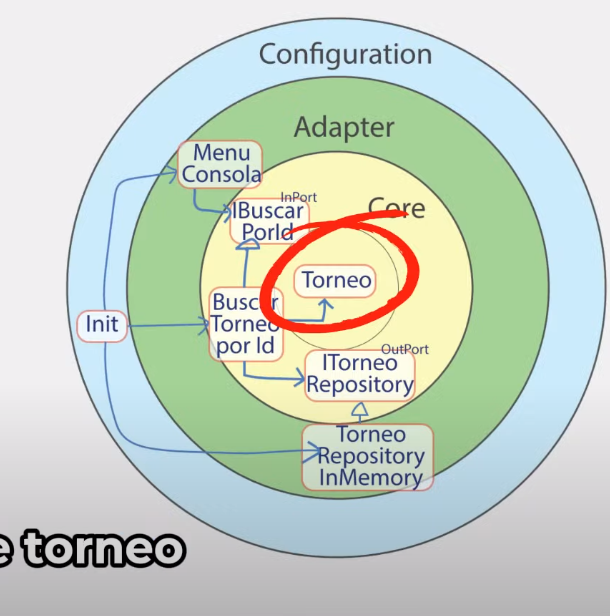 Configuration
Adapter
Menu
Consola
InPort
Core
IBuscar
PorId
Torneo
Buscar
Torneo
por Id
Init
OutPort
ITorneo
Repository
Torneo
Repository
InMemory
e torneo